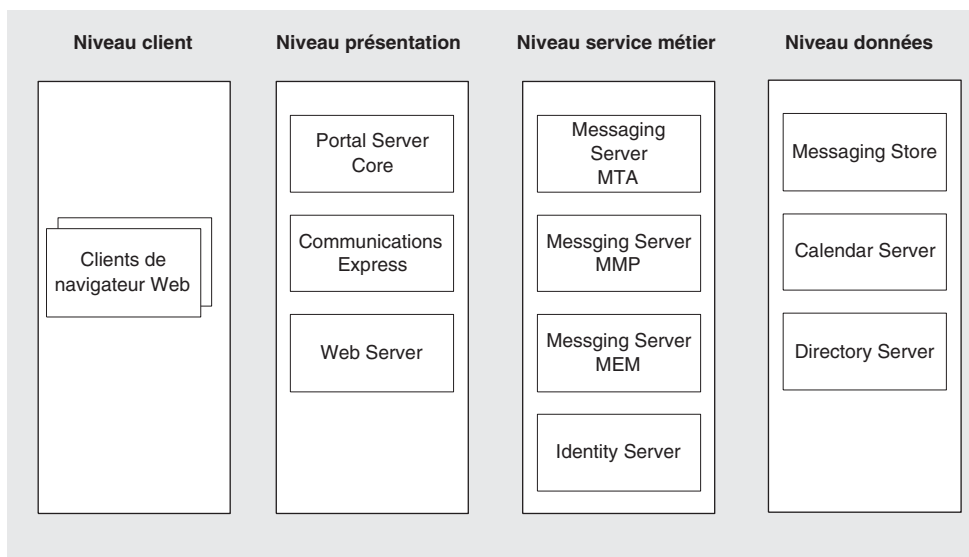 Niveau client
Niveau présentation
Niveau service métier
Niveau données
Clients de
navigateur Web
Portal Server
Core
Communications
Express
Web Server
Messaging
Server
MTA
Messging Server
MMP
Messging Server
MEM
Identity Server
Messaging Store
Calendar Server
Directory Server